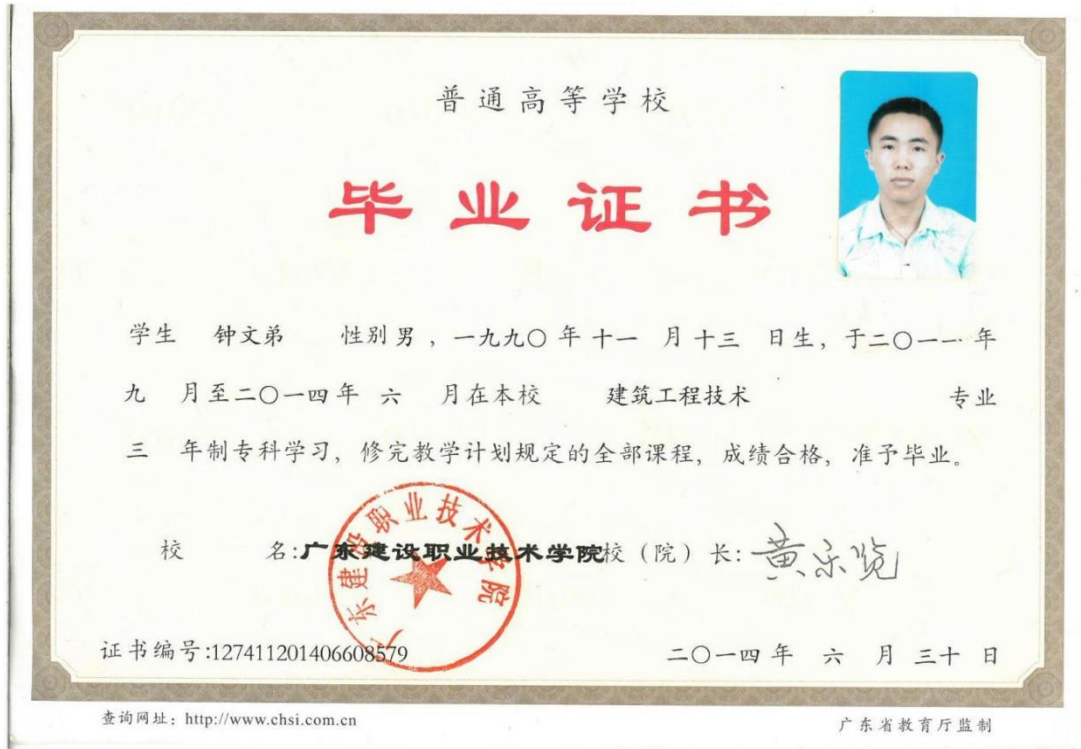 普通高等学校
毕业证书
学生 钟文弟 性别 男 , 一九九〇 年 十一 月 十三 日生, 于二〇一一 年
九 月至二〇一四 年 六 月在本校 建筑工程技术 专业
三 年制专科学习, 修完教学计划规定的全部课程, 成绩合格, 准予毕业。
校 名:广东建设职业技术学院 校(院)长:
广东建设职业技术学院
证书编号:127411201406608579
二〇一四 年 六 月 三十 日
查询网址: http://www.chsi.com.cn
广东省教育厅监制